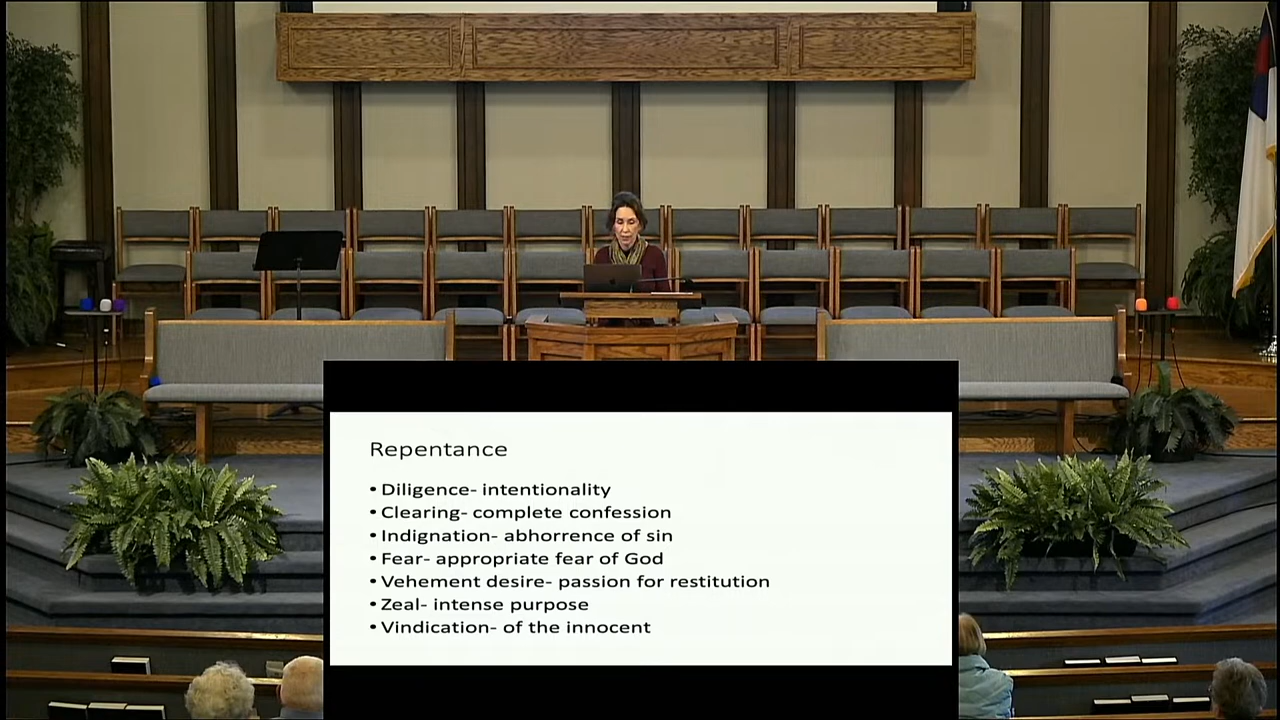 Repentance
• Diligence- intentionality
• Clearing- complete confession
• Indignation- abhorrence of sin
• Fear- appropriate fear of God
• Vehement desire- passion for restitution
• Zeal- intense purpose
• Vindication- of the innocent